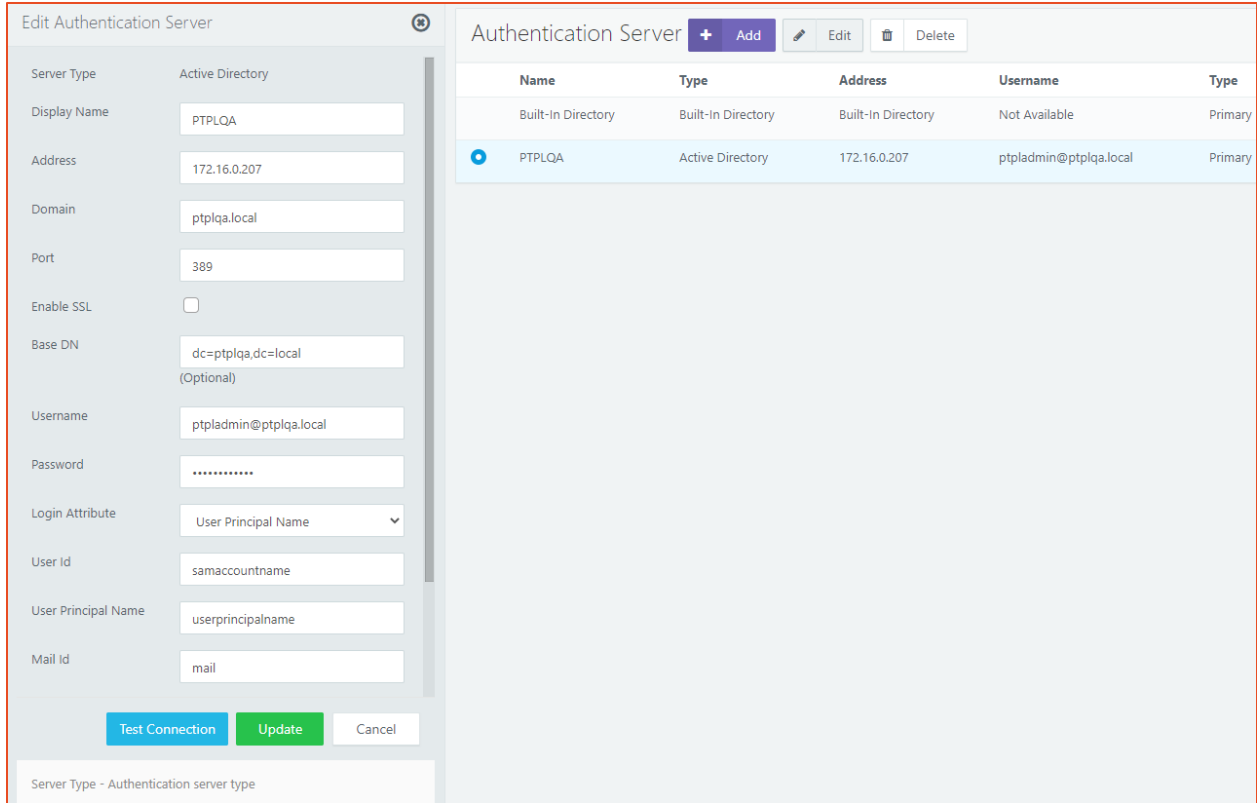 Edit Authentication Server
Server Type Active Directory
Display Name PTPLQA
Address 172.16.0.207
Domain ptplqa.local
Port 389
Enable SSL
Base DN dc=ptplqa,dc=local
(Optional)
Username ptpladmin@ptplqa.local
Password ••••••••••••
Login Attribute User Principal Name
User Id samaccountname
User Principal Name userprincipalname
Mail Id mail
Test Connection Update Cancel
Server Type - Authentication server type
Authentication Server + Add Edit Delete
Name Type Address Username Type
Built-In Directory Built-In Directory Built-In Directory Not Available Primary
PTPLQA Active Directory 172.16.0.207 ptpladmin@ptplqa.local Primary